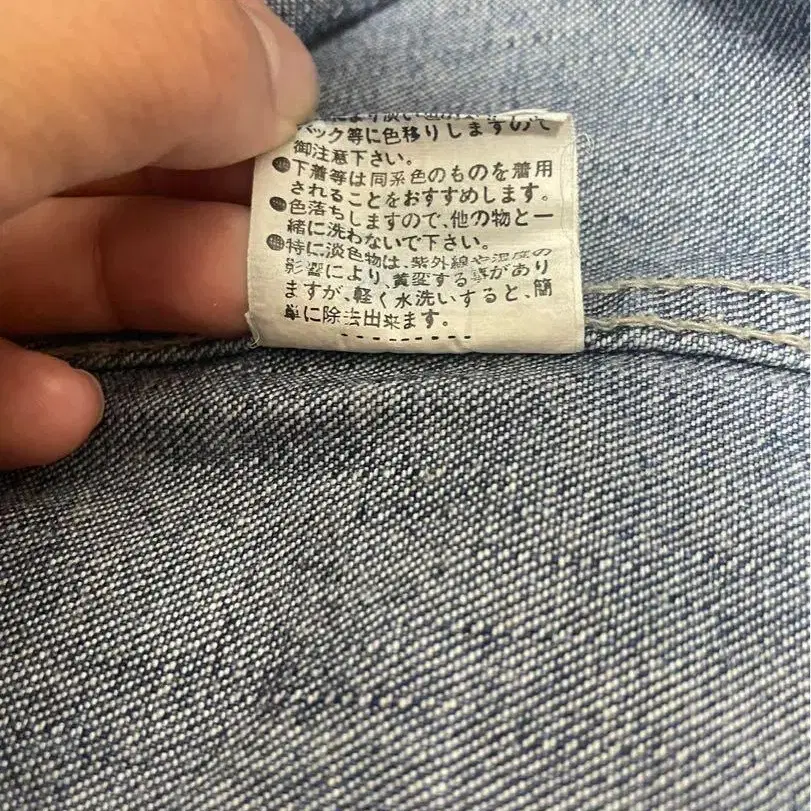 より淡い色
バック等に色移りしますので
御注意下さい。
●下着等は同系色のものを着用
されることをおすすめします。
●色落ちしますので、他の物と一
緒に洗わないで下さい。
●特に淡色物は、紫外線や湿度の
影響により、黄変する事があり
ますが、軽く水洗いすると、簡
単に除去出来ます。
----------